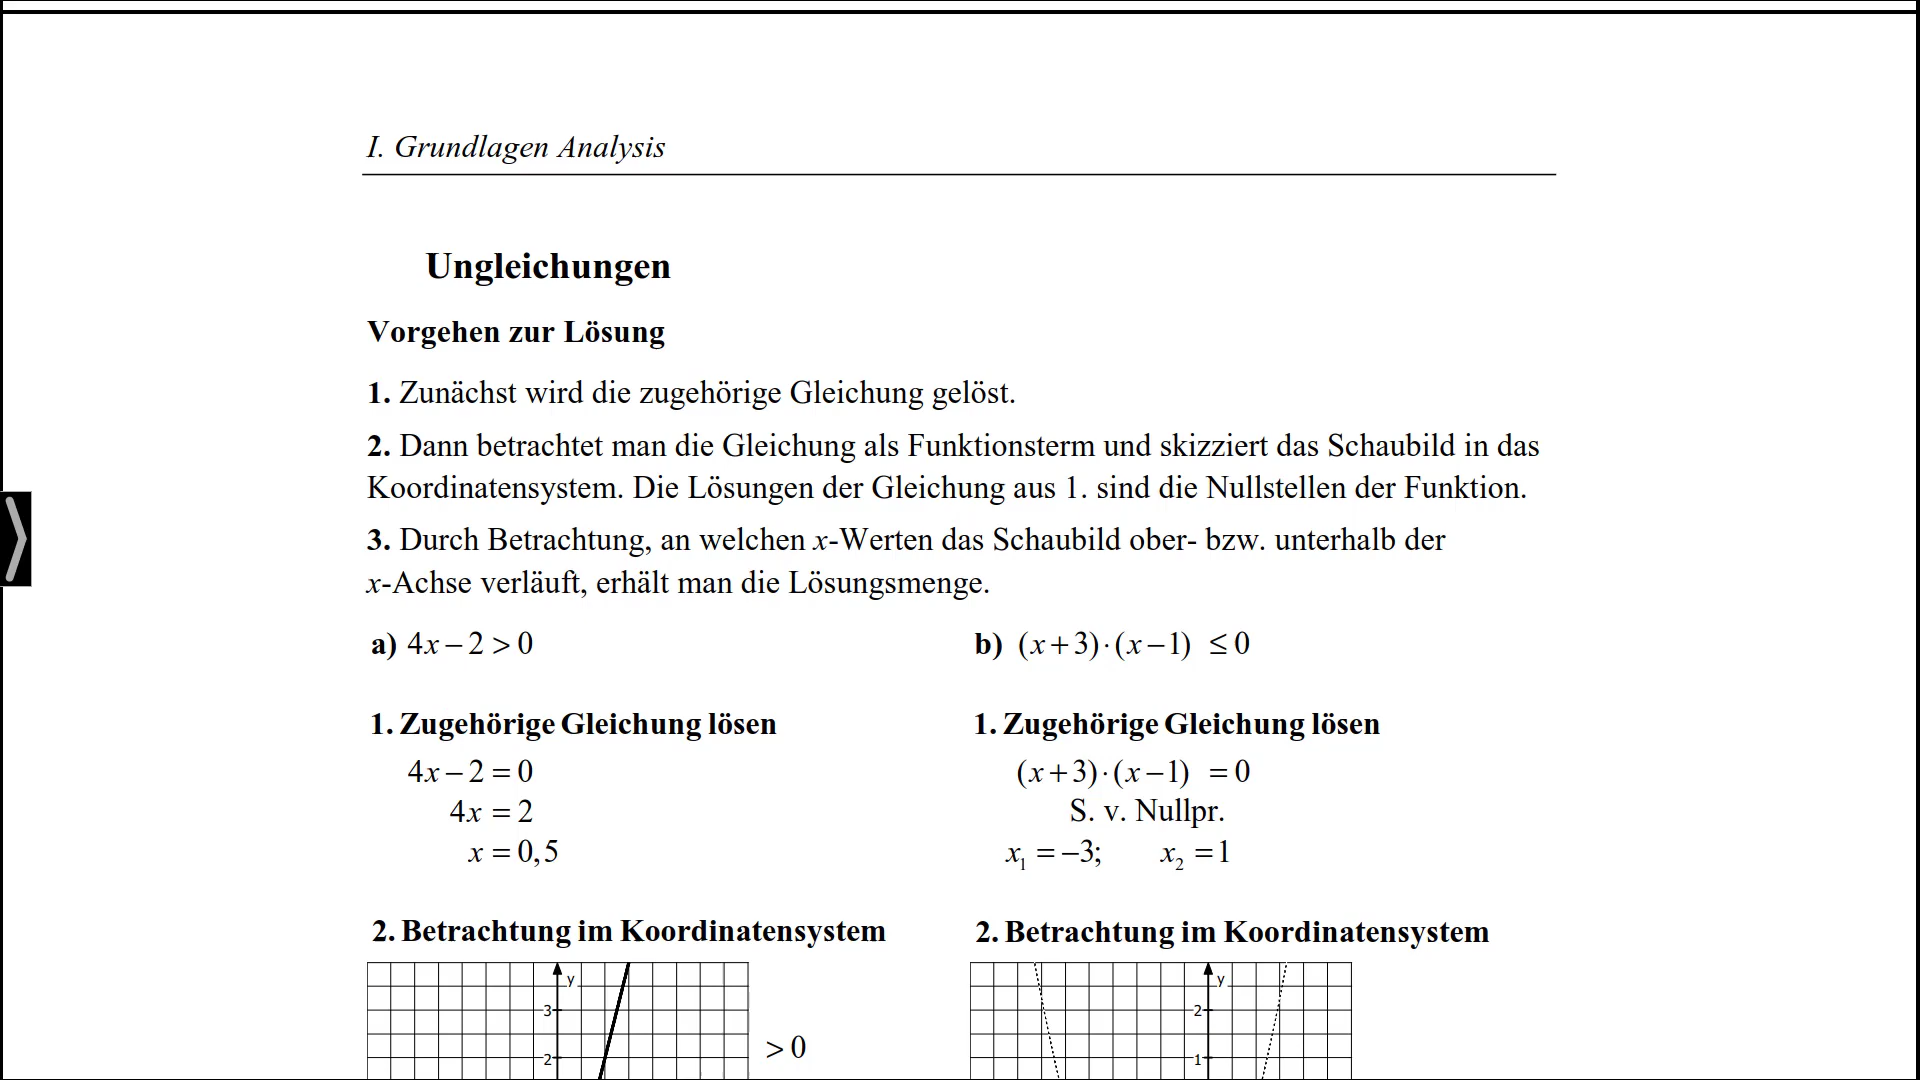 I. Grundlagen Analysis
Ungleichungen
Vorgehen zur Lösung
1. Zunächst wird die zugehörige Gleichung gelöst.
2. Dann betrachtet man die Gleichung als Funktionsterm und skizziert das Schaubild in das
Koordinatensystem. Die Lösungen der Gleichung aus 1. sind die Nullstellen der Funktion.
3. Durch Betrachtung, an welchen x-Werten das Schaubild ober- bzw. unterhalb der
x-Achse verläuft, erhält man die Lösungsmenge.
a) 4x − 2 > 0
1. Zugehörige Gleichung lösen
4x − 2 = 0
4x = 2
x = 0,5
2. Betrachtung im Koordinatensystem
y
3
2
> 0
b) (x + 3) · (x − 1) ≤ 0
1. Zugehörige Gleichung lösen
(x + 3) · (x − 1) = 0
S. v. Nullpr.
x₁ = −3; x₂ = 1
2. Betrachtung im Koordinatensystem
y
2
1